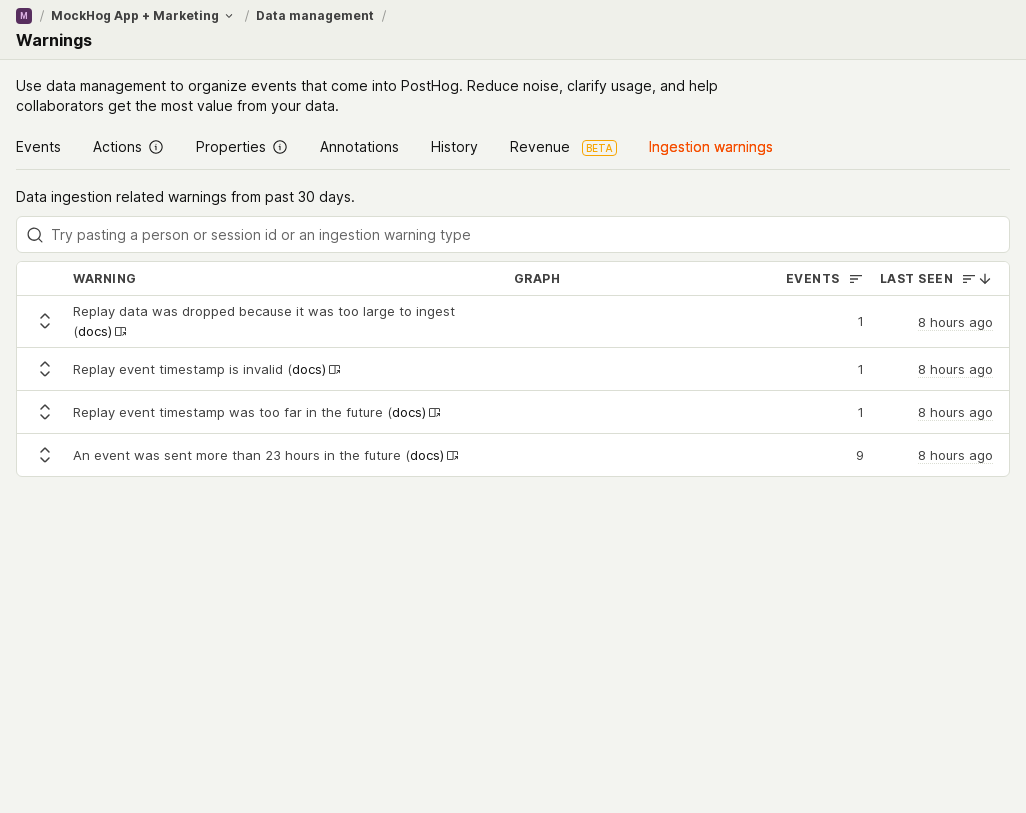 M / MockHog App + Marketing / Data management /
Warnings
Use data management to organize events that come into PostHog. Reduce noise, clarify usage, and help
collaborators get the most value from your data.
Events Actions Properties Annotations History Revenue BETA Ingestion warnings
Data ingestion related warnings from past 30 days.
Try pasting a person or session id or an ingestion warning type
WARNING GRAPH EVENTS LAST SEEN
Replay data was dropped because it was too large to ingest
(docs) 1 8 hours ago
Replay event timestamp is invalid (docs) 1 8 hours ago
Replay event timestamp was too far in the future (docs) 1 8 hours ago
An event was sent more than 23 hours in the future (docs) 9 8 hours ago